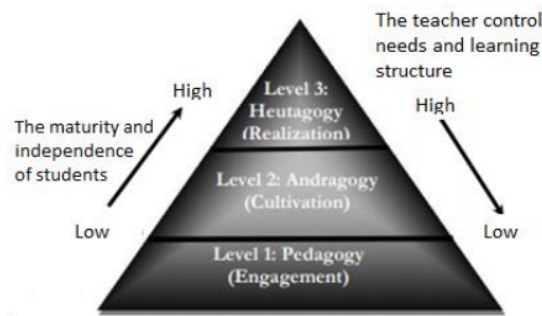 The teacher control
needs and learning
structure
High
High
Level 3:
Heutagogy
(Realization)
The maturity and
independence
of students
Level 2: Andragogy
(Cultivation)
Low
Low
Level 1: Pedagogy
(Engagement)